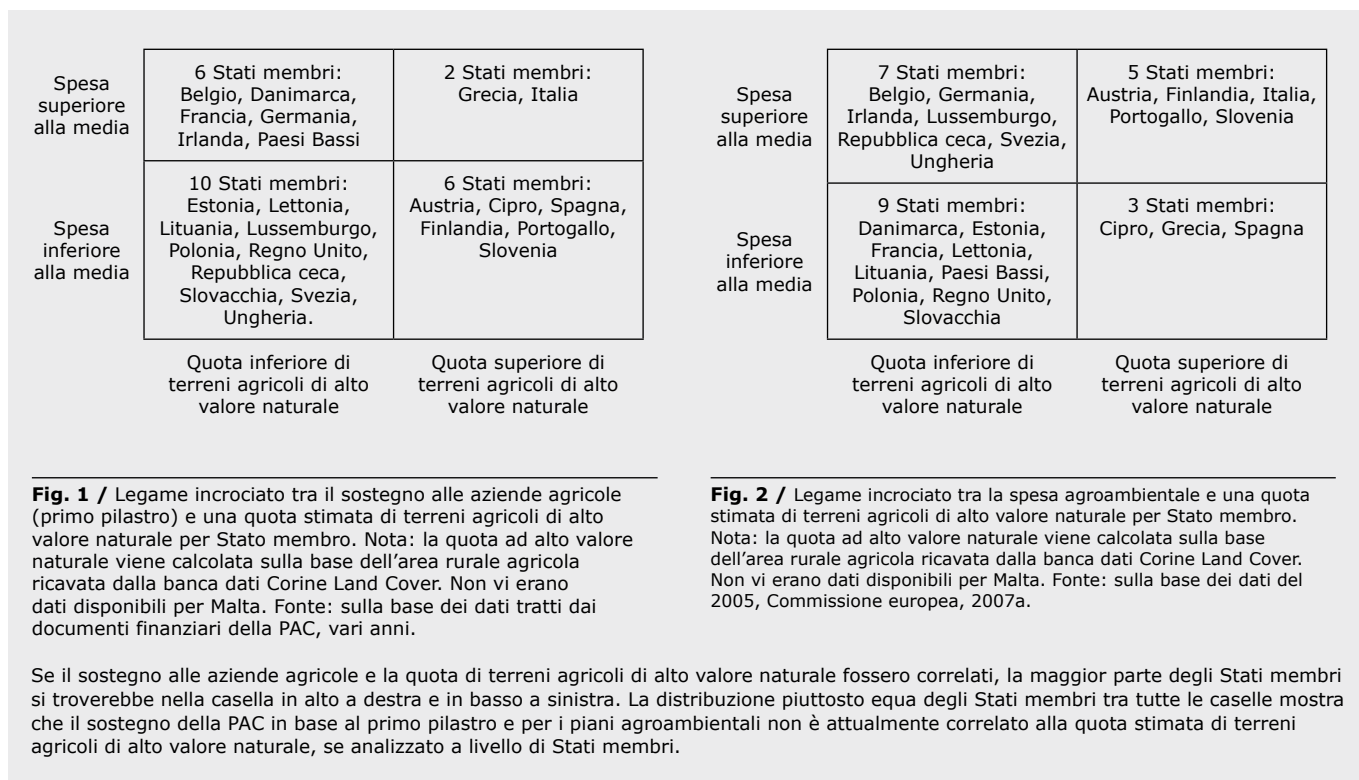 Spesa
superiore
alla media
6 Stati membri:
Belgio, Danimarca,
Francia, Germania,
Irlanda, Paesi Bassi
2 Stati membri:
Grecia, Italia
Spesa
inferiore
alla media
10 Stati membri:
Estonia, Lettonia,
Lituania, Lussemburgo,
Polonia, Regno Unito,
Repubblica ceca,
Slovacchia, Svezia,
Ungheria.
6 Stati membri:
Austria, Cipro, Spagna,
Finlandia, Portogallo,
Slovenia
Quota inferiore di
terreni agricoli di alto
valore naturale
Quota superiore di
terreni agricoli di alto
valore naturale
Fig. 1 / Legame incrociato tra il sostegno alle aziende agricole
(primo pilastro) e una quota stimata di terreni agricoli di alto
valore naturale per Stato membro. Nota: la quota ad alto valore
naturale viene calcolata sulla base dell'area rurale agricola
ricavata dalla banca dati Corine Land Cover. Non vi erano
dati disponibili per Malta. Fonte: sulla base dei dati tratti dai
documenti finanziari della PAC, vari anni.
Spesa
superiore
alla media
7 Stati membri:
Belgio, Germania,
Irlanda, Lussemburgo,
Repubblica ceca, Svezia,
Ungheria
5 Stati membri:
Austria, Finlandia, Italia,
Portogallo, Slovenia
Spesa
inferiore
alla media
9 Stati membri:
Danimarca, Estonia,
Francia, Lettonia,
Lituania, Paesi Bassi,
Polonia, Regno Unito,
Slovacchia
3 Stati membri:
Cipro, Grecia, Spagna
Quota inferiore di
terreni agricoli di alto
valore naturale
Quota superiore di
terreni agricoli di alto
valore naturale
Fig. 2 / Legame incrociato tra la spesa agroambientale e una quota
stimata di terreni agricoli di alto valore naturale per Stato membro.
Nota: la quota ad alto valore naturale viene calcolata sulla base
dell'area rurale agricola ricavata dalla banca dati Corine Land Cover.
Non vi erano dati disponibili per Malta. Fonte: sulla base dei dati del
2005, Commissione europea, 2007a.
Se il sostegno alle aziende agricole e la quota di terreni agricoli di alto valore naturale fossero correlati, la maggior parte degli Stati membri
si troverebbe nella casella in alto a destra e in basso a sinistra. La distribuzione piuttosto equa degli Stati membri tra tutte le caselle mostra
che il sostegno della PAC in base al primo pilastro e per i piani agroambientali non è attualmente correlato alla quota stimata di terreni
agricoli di alto valore naturale, se analizzato a livello di Stati membri.